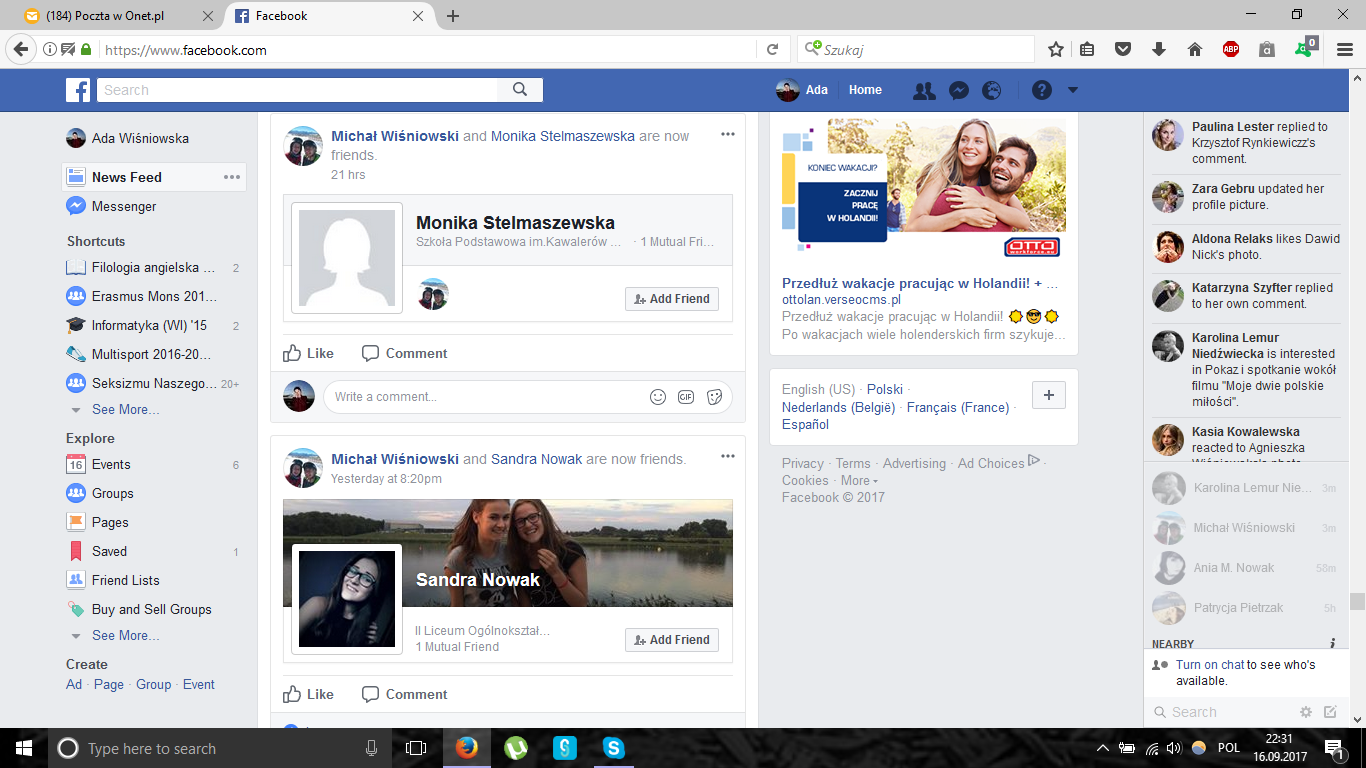 (184) Poczta w Onet.pl
Facebook
https://www.facebook.com
Szukaj
ABP
a
0
f
Search
Ada
Home
Ada Wiśniowska
News Feed
Messenger
Shortcuts
Filologia angielska ... 2
Erasmus Mons 201...
Informatyka (WI) '15 2
Multisport 2016-20...
Seksizmu Naszego... 20+
See More...
Explore
16
Events 6
Groups
Pages
Saved 1
Friend Lists
Buy and Sell Groups
See More...
Create
Ad · Page · Group · Event
Michał Wiśniowski and Monika Stelmaszewska are now
friends.
21 hrs
Monika Stelmaszewska
Szkoła Podstawowa im.Kawalerów ... · 1 Mutual Fri...
Add Friend
Like Comment
Write a comment...
GIF
Michał Wiśniowski and Sandra Nowak are now friends.
Yesterday at 8:20pm
Sandra Nowak
II Liceum Ogólnokształ...
1 Mutual Friend
Add Friend
Like Comment
KONIEC WAKACJI?
ZACZNIJ
PRACĘ
W HOLANDII!
OTTO
Przedłuż wakacje pracując w Holandii! + ...
ottolan.verseocms.pl
Przedłuż wakacje pracując w Holandii!
Po wakacjach wiele holenderskich firm szykuje...
English (US) · Polski ·
Nederlands (België) · Français (France) ·
Español
Privacy · Terms · Advertising · Ad Choices ·
Cookies · More
Facebook © 2017
Paulina Lester replied to
Krzysztof Rynkiewiczz's
comment.
Zara Gebru updated her
profile picture.
Aldona Relaks likes Dawid
Nick's photo.
Katarzyna Szyfter replied
to her own comment.
Karolina Lemur
Niedźwiecka is interested
in Pokaz i spotkanie wokół
filmu "Moje dwie polskie
miłości".
Kasia Kowalewska
reacted to Agnieszka
Wiśniewska's photo.
Karolina Lemur Nie... 3m
Michał Wiśniowski 3m
Ania M. Nowak 58m
Patrycja Pietrzak 5h
NEARBY
Turn on chat to see who's
available.
Search
Type here to search
POL
22:31
16.09.2017
1